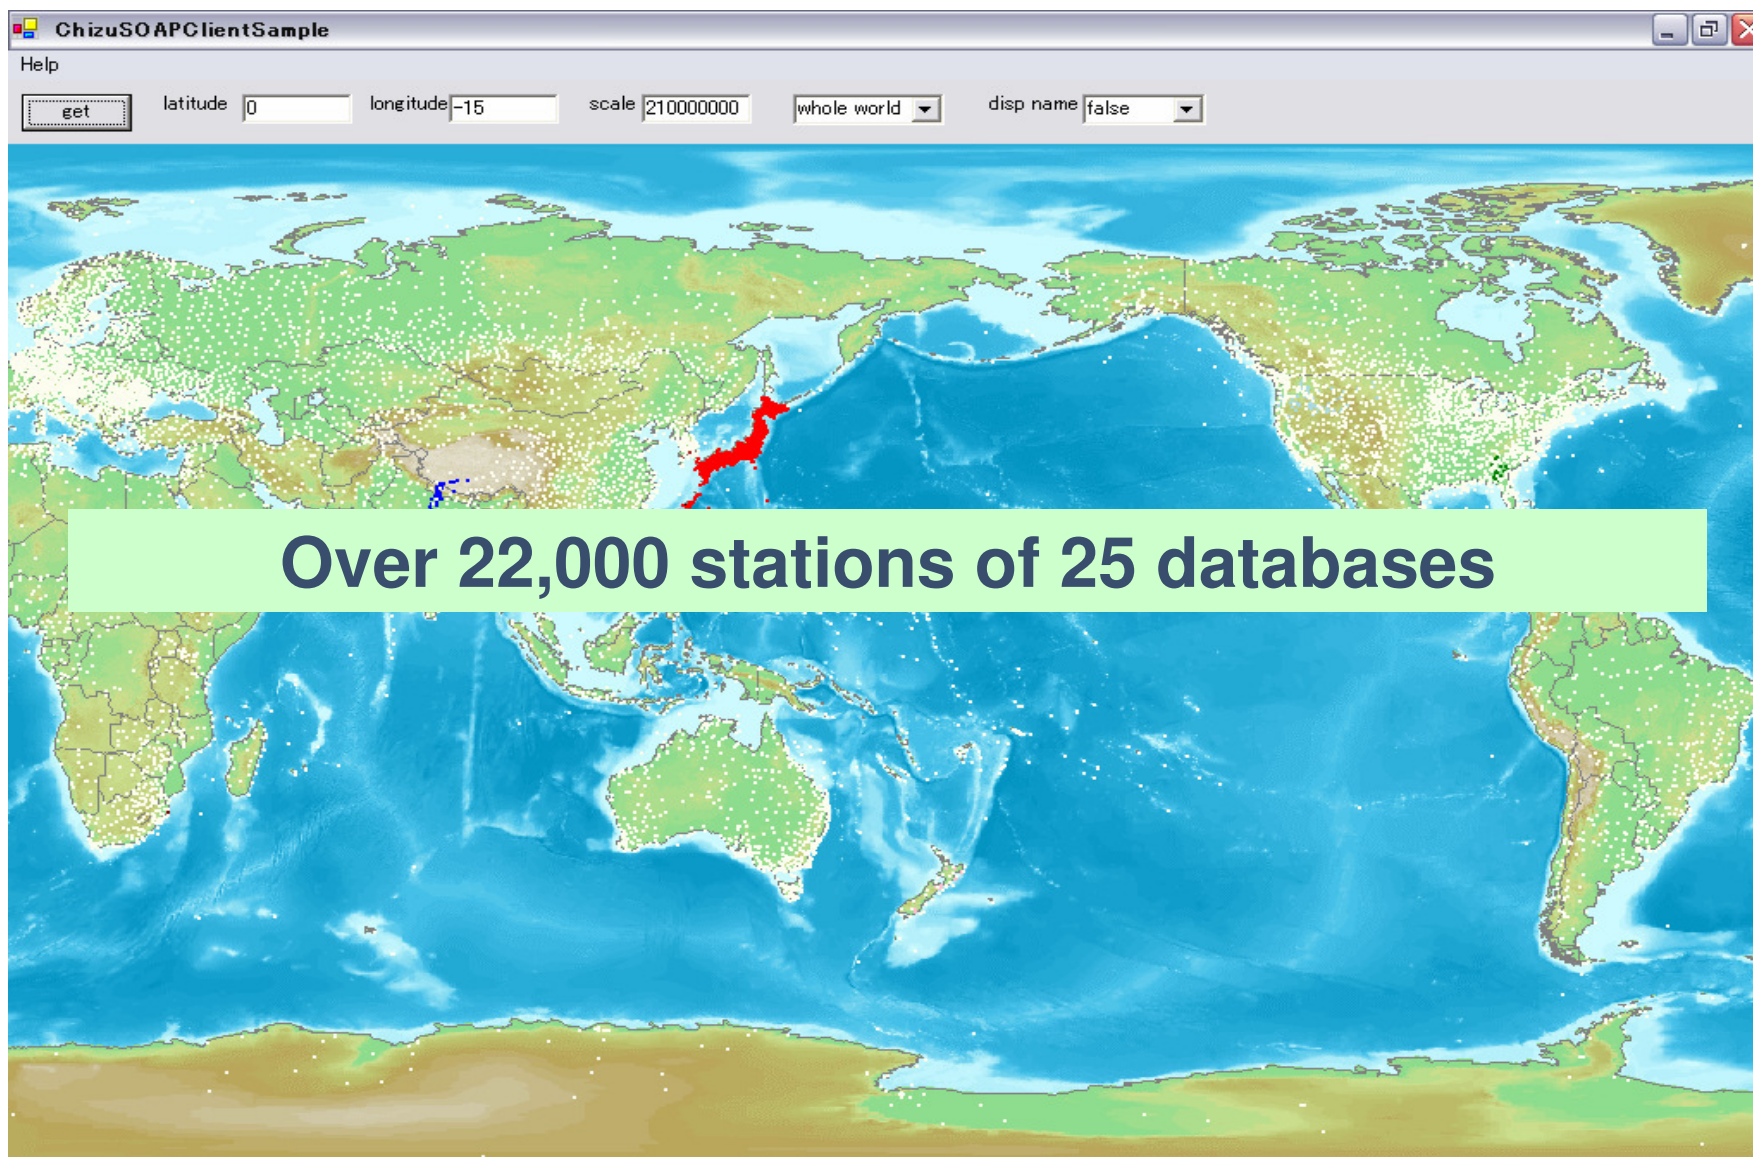 ChizuSOAPClientSample
Help
get latitude 0 longitude -15 scale 210000000 whole world disp name false
Over 22,000 stations of 25 databases